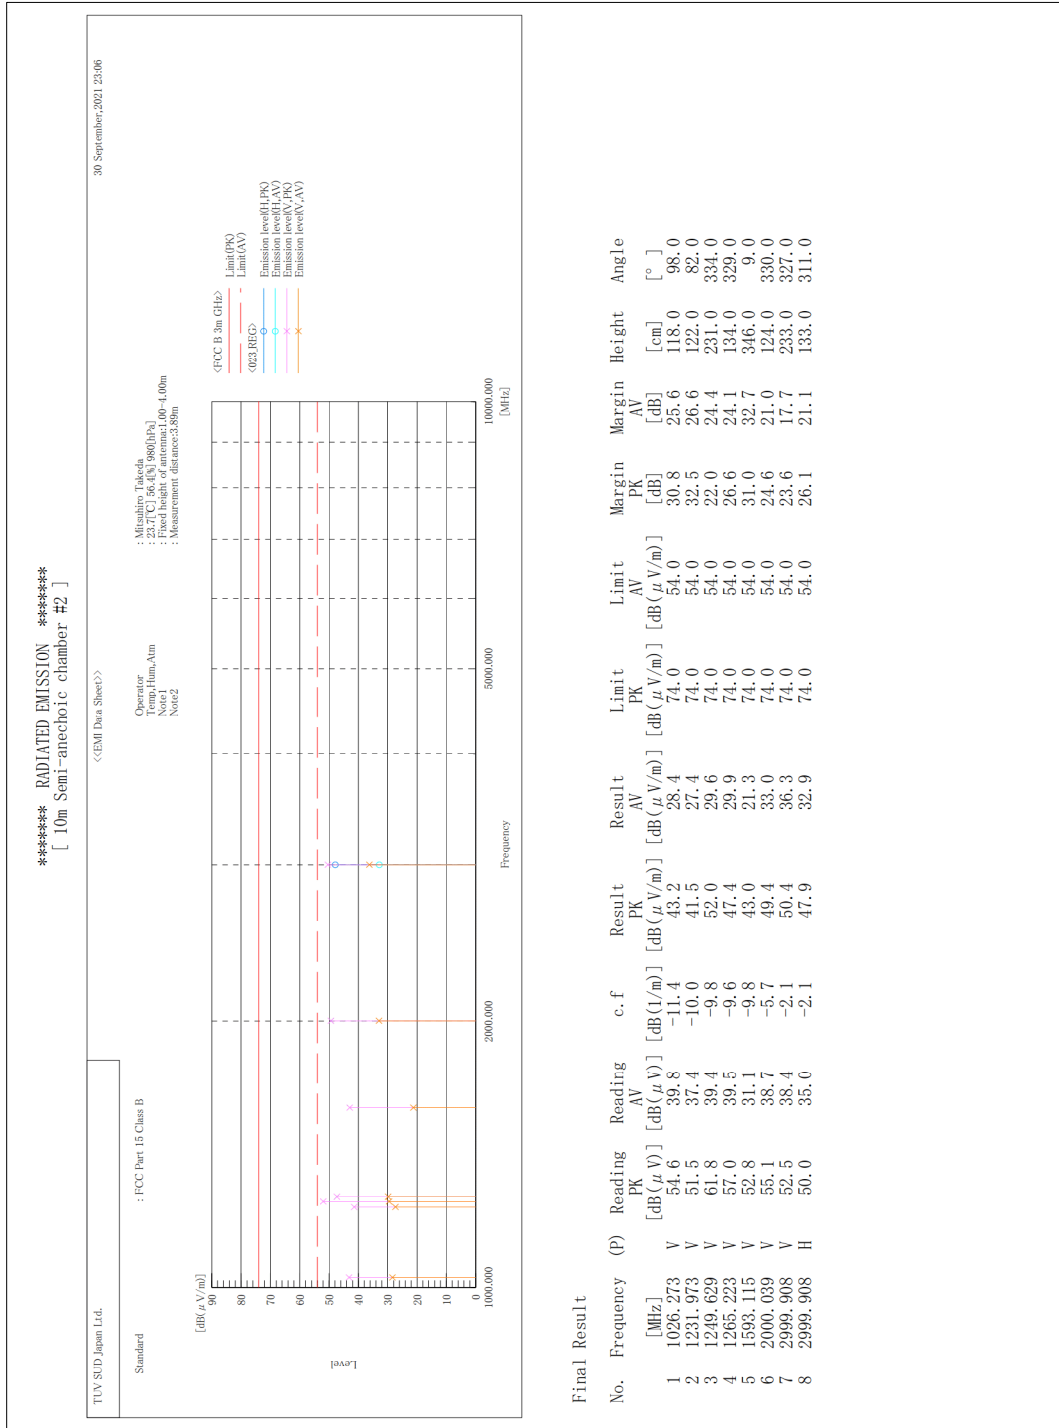 ******* RADIATED EMISSION *******
[ 10m Semi-anechoic chamber #2 ]
TUV SUD Japan Ltd.
<<EMI Data Sheet>>
30 September,2021 23:06
Standard : FCC Part 15 Class B
Operator : Mitsuhiro Takeda
Temp,Hum,Atm : 23.7[℃] 56.4[%] 980[hPa]
Note1 : Fixed height of antenna:1.00-4.00m
Note2 : Measurement distance:3.89m
<FCC B 3m GHz>
Limit(PK)
Limit(AV)
<023_REG>
Emission level(H,PK)
Emission level(H,AV)
Emission level(V,PK)
Emission level(V,AV)
[dB(μV/m)]
90
80
70
60
50
40
30
20
10
0
Level
1000.000 2000.000 5000.000 10000.000
Frequency [MHz]
Final Result
No. Frequency (P) Reading Reading c.f Result Result Limit Limit Margin Margin Height Angle
PK AV PK AV PK AV PK AV
[MHz] [dB(μV)] [dB(μV)] [dB(1/m)] [dB(μV/m)] [dB(μV/m)] [dB(μV/m)] [dB(μV/m)] [dB] [dB] [cm] [° ]
1 1026.273 V 54.6 39.8 -11.4 43.2 28.4 74.0 54.0 30.8 25.6 118.0 98.0
2 1231.973 V 51.5 37.4 -10.0 41.5 27.4 74.0 54.0 32.5 26.6 122.0 82.0
3 1249.629 V 61.8 39.4 -9.8 52.0 29.6 74.0 54.0 22.0 24.4 231.0 334.0
4 1265.223 V 57.0 39.5 -9.6 47.4 29.9 74.0 54.0 26.6 24.1 134.0 329.0
5 1593.115 V 52.8 31.1 -9.8 43.0 21.3 74.0 54.0 31.0 32.7 346.0 9.0
6 2000.039 V 55.1 38.7 -5.7 49.4 33.0 74.0 54.0 24.6 21.0 124.0 330.0
7 2999.908 V 52.5 38.4 -2.1 50.4 36.3 74.0 54.0 23.6 17.7 233.0 327.0
8 2999.908 H 50.0 35.0 -2.1 47.9 32.9 74.0 54.0 26.1 21.1 133.0 311.0